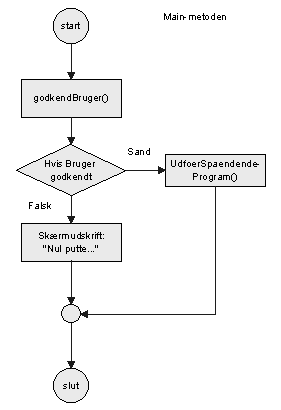 Main-metoden
start
godkendBruger()
Hvis Bruger
godkendt
Sand
UdfoerSpaendende-
Program()
Falsk
Skærmudskrift:
"Nul putte..."
slut